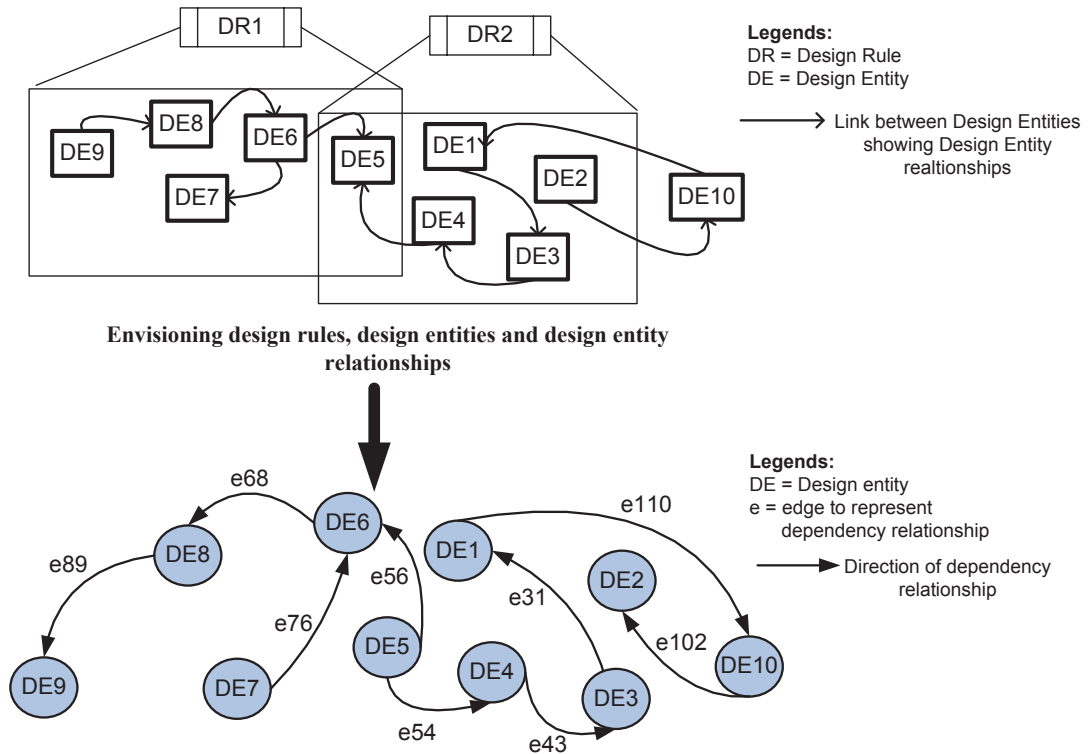 DR1
DR2
Legends:
DR = Design Rule
DE = Design Entity
Link between Design Entities
showing Design Entity
realtionships
DE9
DE8
DE6
DE7
DE5
DE1
DE2
DE10
DE4
DE3
Envisioning design rules, design entities and design entity
relationships
Legends:
DE = Design entity
e = edge to represent
dependency relationship
Direction of dependency
relationship
e68
DE6
e110
DE8
DE1
e89
e56
DE2
e31
e76
e102
DE5
DE4
DE10
DE9
DE7
DE3
e54
e43